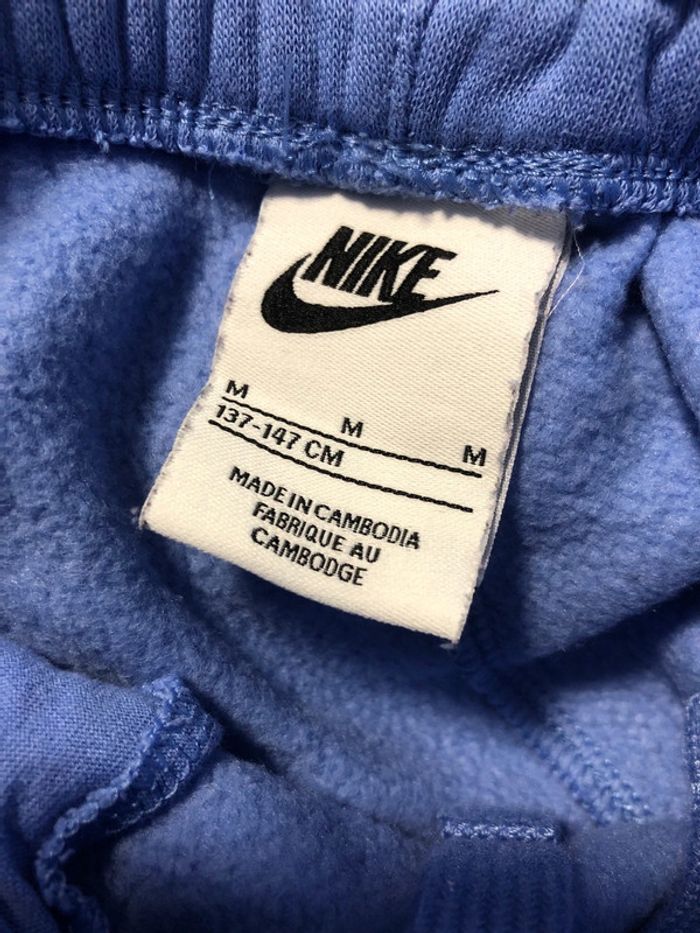 NIKE
M M M
137-147 CM
MADE IN CAMBODIA
FABRIQUE AU
CAMBODGE